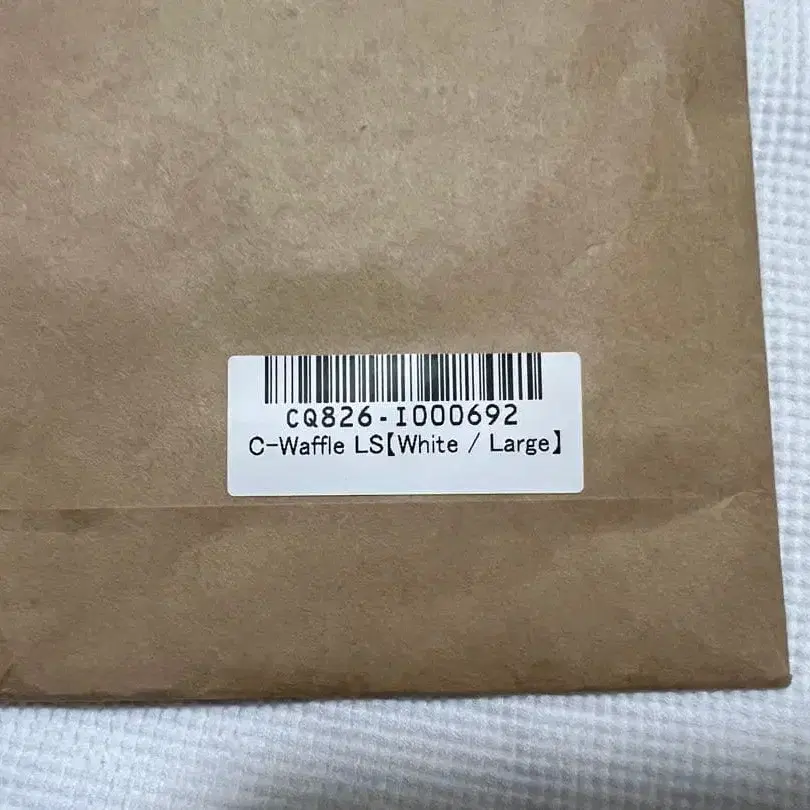 CQ826-I000692
C-Waffle LS【White / Large】